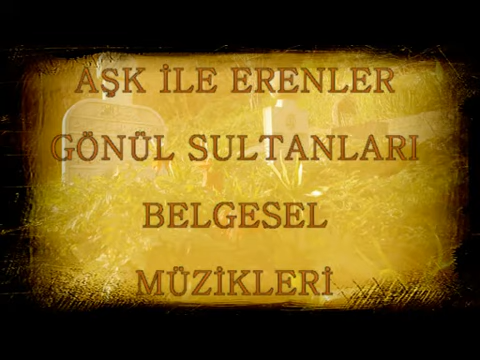 AŞK İLE ERENLER
GÖNÜL SULTANLARI
BELGESEL
MÜZİKLERİ